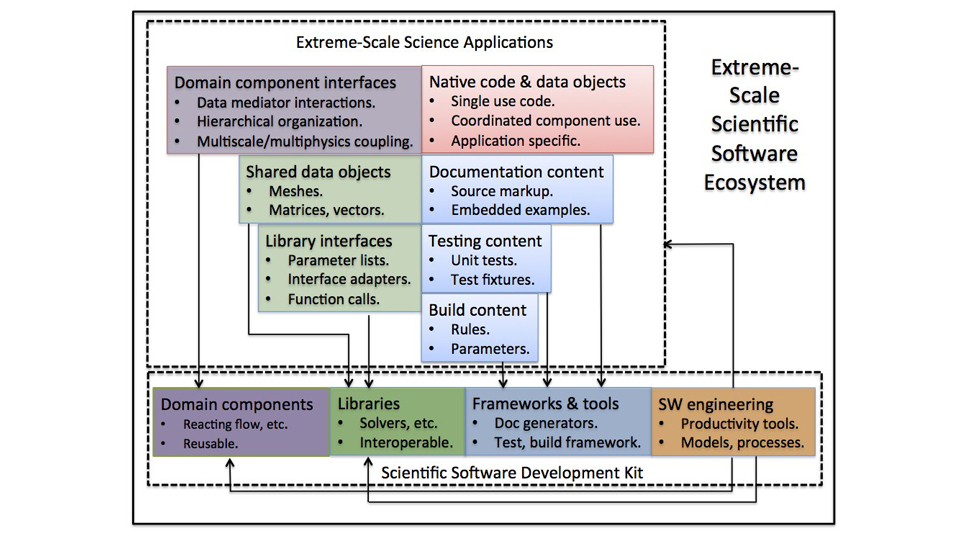 Extreme-Scale Science Applications
Extreme-
Scale
Scientific
Software
Ecosystem
Domain component interfaces
• Data mediator interactions.
• Hierarchical organization.
• Multiscale/multiphysics coupling.
Native code & data objects
• Single use code.
• Coordinated component use.
• Application specific.
Shared data objects
• Meshes.
• Matrices, vectors.
Documentation content
• Source markup.
• Embedded examples.
Library interfaces
• Parameter lists.
• Interface adapters.
• Function calls.
Testing content
• Unit tests.
• Test fixtures.
Build content
• Rules.
• Parameters.
Domain components
• Reacting flow, etc.
• Reusable.
Libraries
• Solvers, etc.
• Interoperable.
Frameworks & tools
• Doc generators.
• Test, build framework.
SW engineering
• Productivity tools.
• Models, processes.
Scientific Software Development Kit